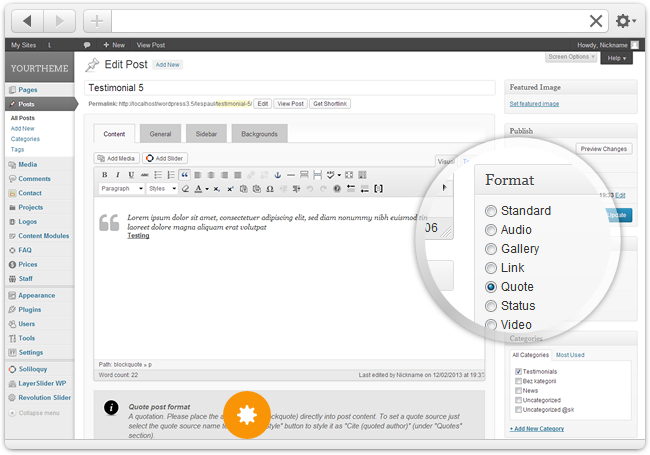 My Sites
New
View Post
Howdy, Nickname
YOURTHEME
Edit Post
Add New
Screen Options
Help
Pages
Posts
All Posts
Add New
Categories
Tags
Media
Comments
Contact
Projects
Logos
Content Modules
FAQ
Prices
Staff
Appearance
Plugins
Users
Tools
Settings
Soliloquy
LayerSlider WP
Revolution Slider
Collapse menu
Testimonial 5
Permalink: http://localhost/wordpress3.5/lespaul/testimonial-5/ Edit View Post Get Shortlink
Content
General
Sidebar
Backgrounds
Add Media
Add Slider
Visual
Paragraph
Styles
Lorem ipsum dolor sit amet, consectetuer adipiscing elit, sed diam nonummy nibh euismod tin
laoreet dolore magna aliquam erat volutpat
Testing
Path: blockquote » p
Word count: 22
Last edited by Nickname on 12/02/2013 at 19:37
Quote post format
A quotation. Please place the
(blockquote) directly into post content. To set a quote source just
select the quote source name
Style" button to style it as "Cite (quoted author)" (under "Quotes"
section).
Featured Image
Set featured image
Publish
Preview Changes
Edit
Update
06
Format
Standard
Audio
Gallery
Link
Quote
Status
Video
Categories
All Categories
Most Used
Testimonials
Bez kategorii
News
Uncategorized
Uncategorized @sk
+ Add New Category